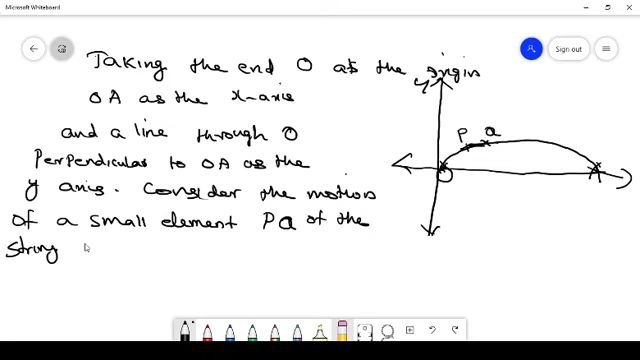 Microsoft Whiteboard
Sign out
Taking the end O as the origin
OA as the x-axis
and a line through O
Perpendicular to OA as the
y axis. Consider the motion
of a small element PQ of the
string
y
P Q
O
A
x